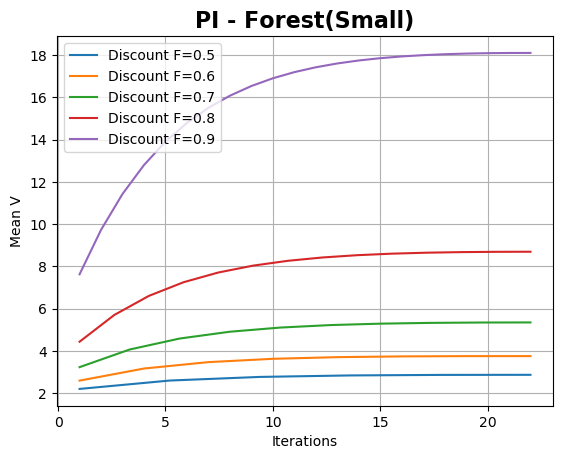 PI - Forest(Small)
Discount F=0.5
Discount F=0.6
Discount F=0.7
Discount F=0.8
Discount F=0.9
Mean V
18
16
14
12
10
8
6
4
2
0 5 10 15 20
Iterations